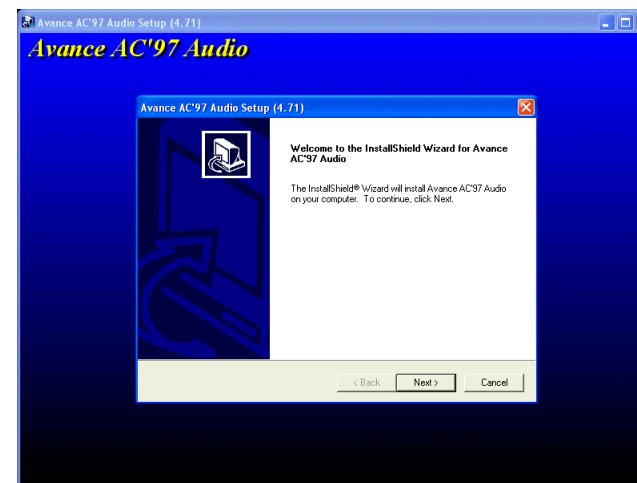 Avance AC'97 Audio Setup (4.71)
Avance AC'97 Audio
Avance AC'97 Audio Setup (4.71)
Welcome to the InstallShield Wizard for Avance
AC'97 Audio
The InstallShield® Wizard will install Avance AC'97 Audio
on your computer. To continue, click Next.
< Back
Next >
Cancel